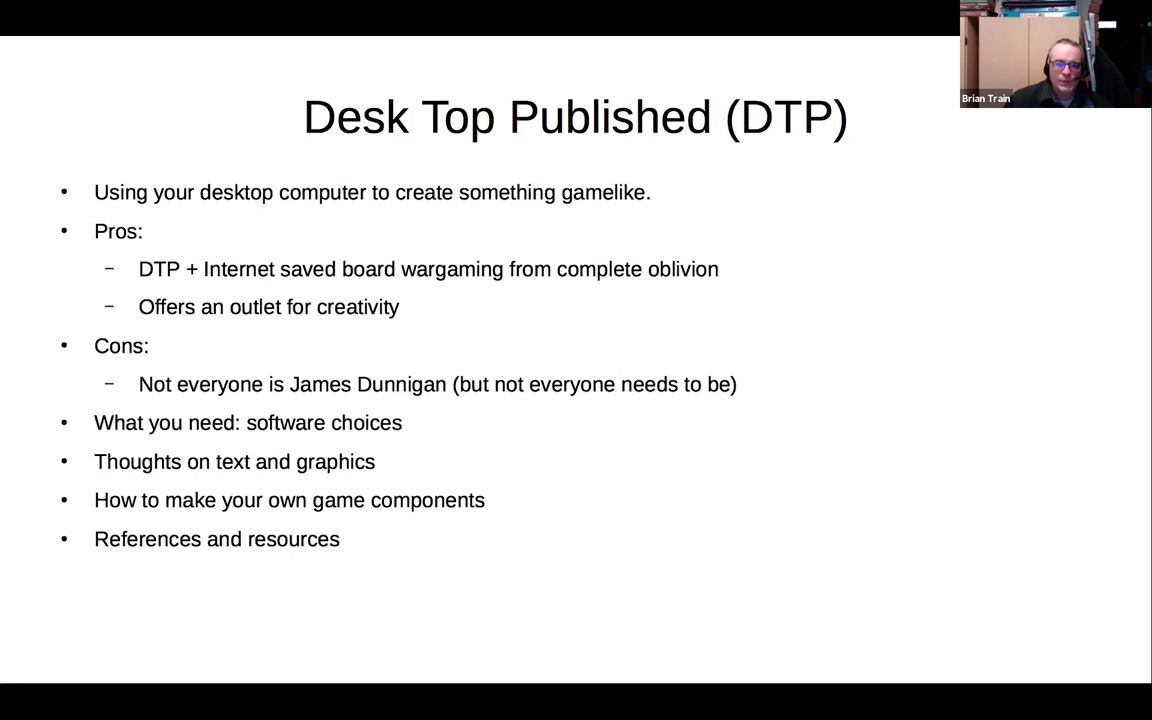 Desk Top Published (DTP)
Brian Train
• Using your desktop computer to create something gamelike.
• Pros:
– DTP + Internet saved board wargaming from complete oblivion
– Offers an outlet for creativity
• Cons:
– Not everyone is James Dunnigan (but not everyone needs to be)
• What you need: software choices
• Thoughts on text and graphics
• How to make your own game components
• References and resources